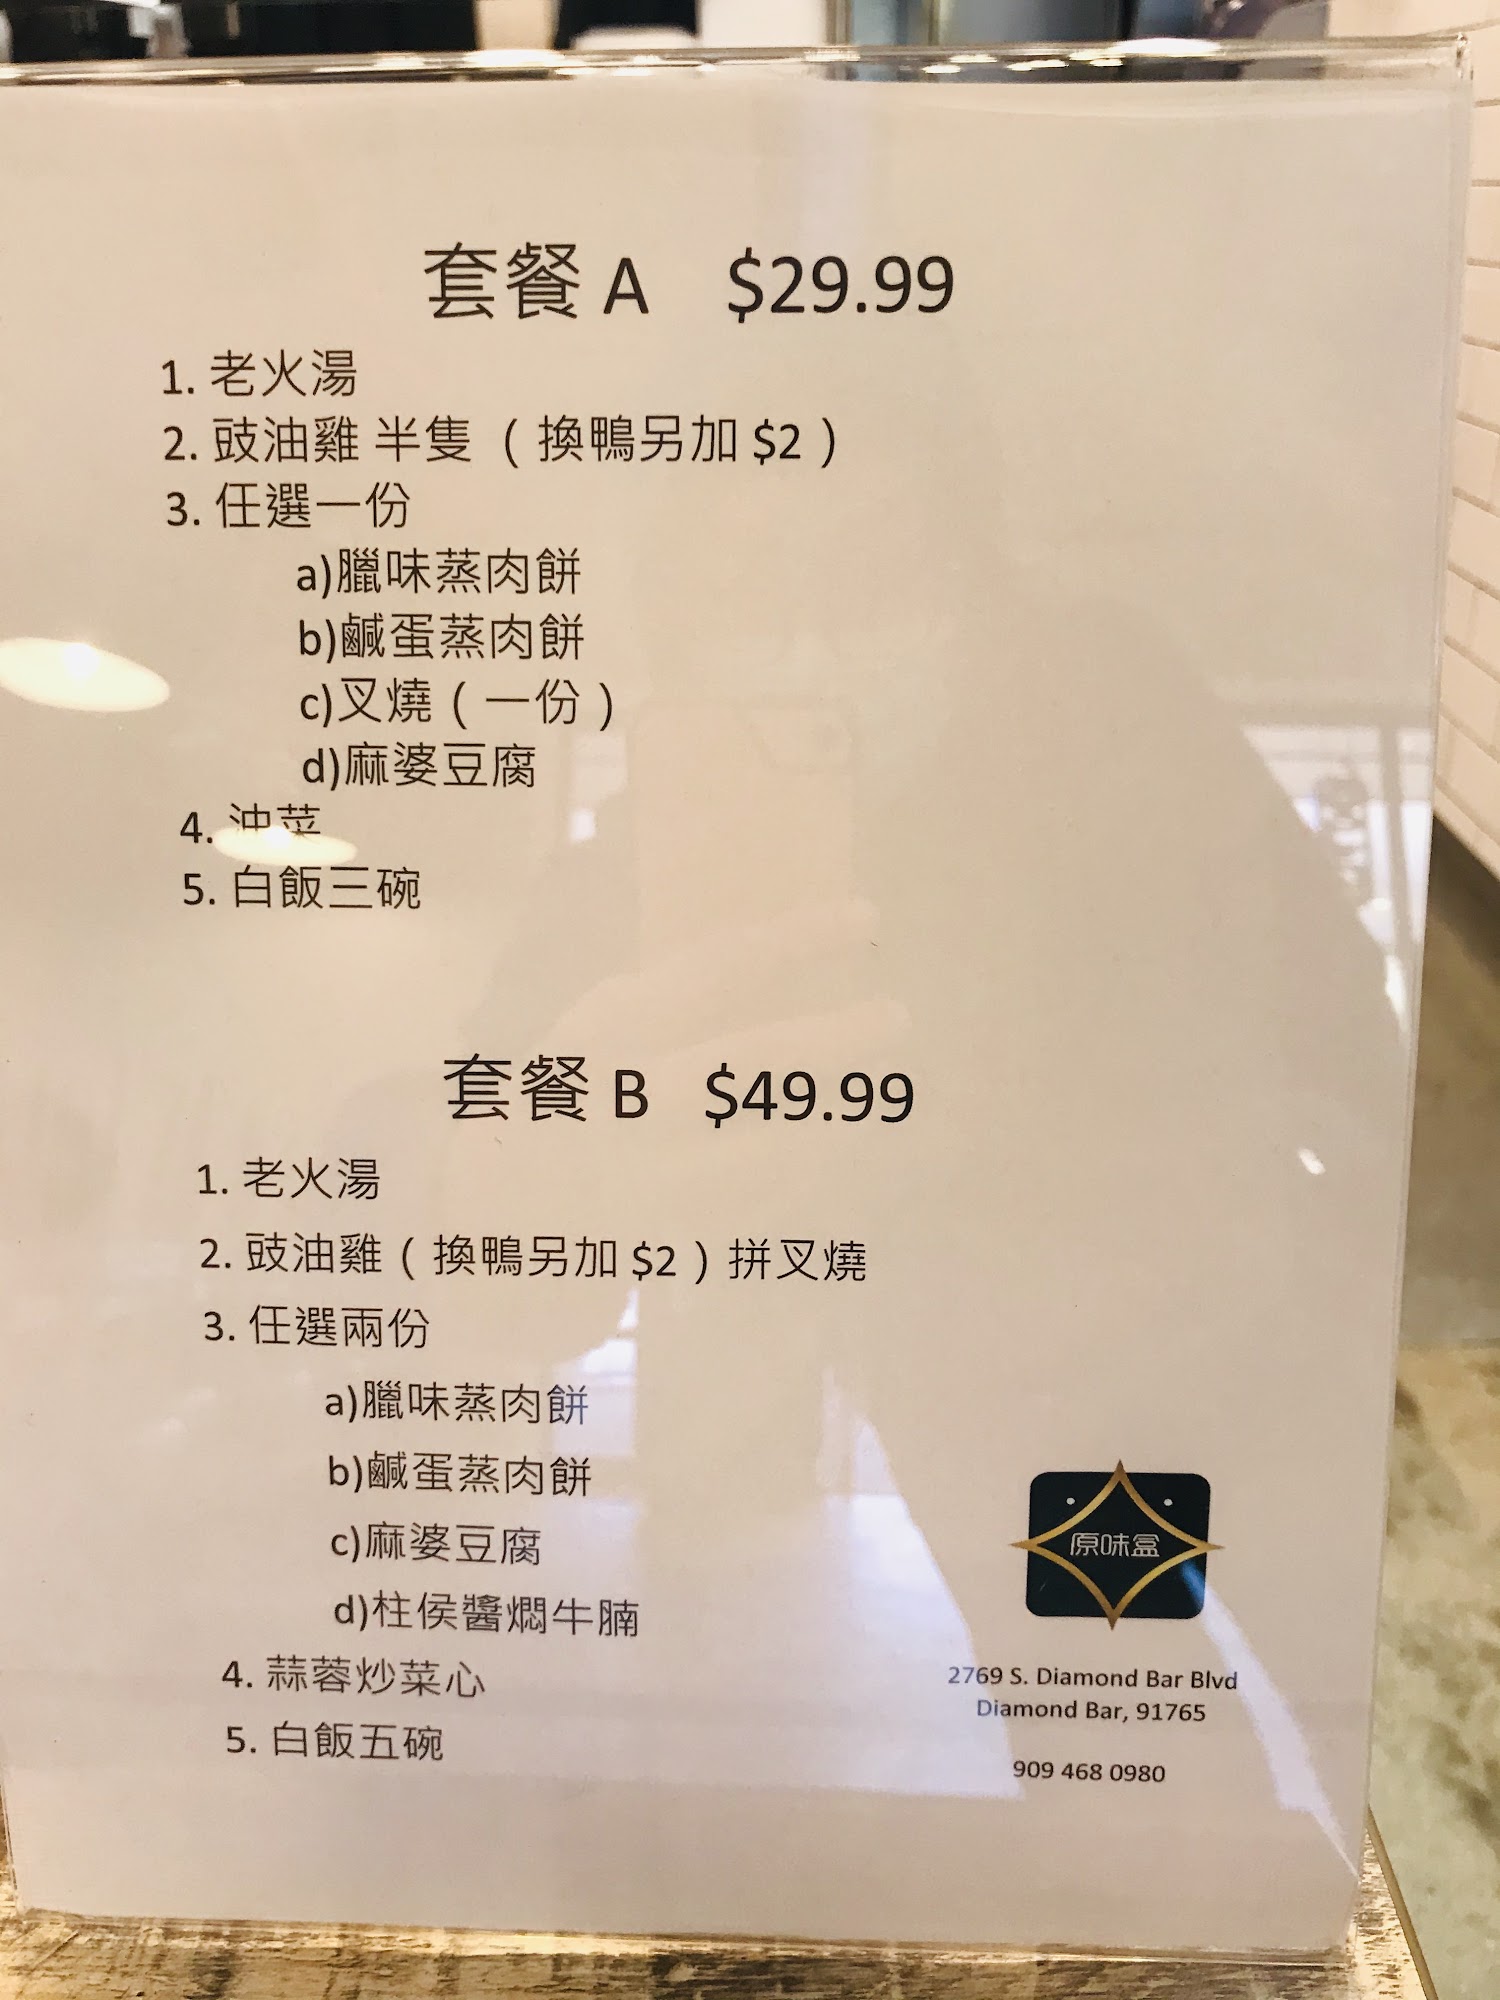 套餐 A $29.99
1. 老火湯
2. 豉油雞 半隻 （換鴨另加 $2）
3. 任選一份
a)臘味蒸肉餅
b)鹹蛋蒸肉餅
c)叉燒（一份）
d)麻婆豆腐
4. 油菜
5. 白飯三碗
套餐 B $49.99
1. 老火湯
2. 豉油雞（換鴨另加 $2）拼叉燒
3. 任選兩份
a)臘味蒸肉餅
b)鹹蛋蒸肉餅
c)麻婆豆腐
d)柱侯醬燜牛腩
4. 蒜蓉炒菜心
5. 白飯五碗
原味盒
2769 S. Diamond Bar Blvd
Diamond Bar, 91765
909 468 0980